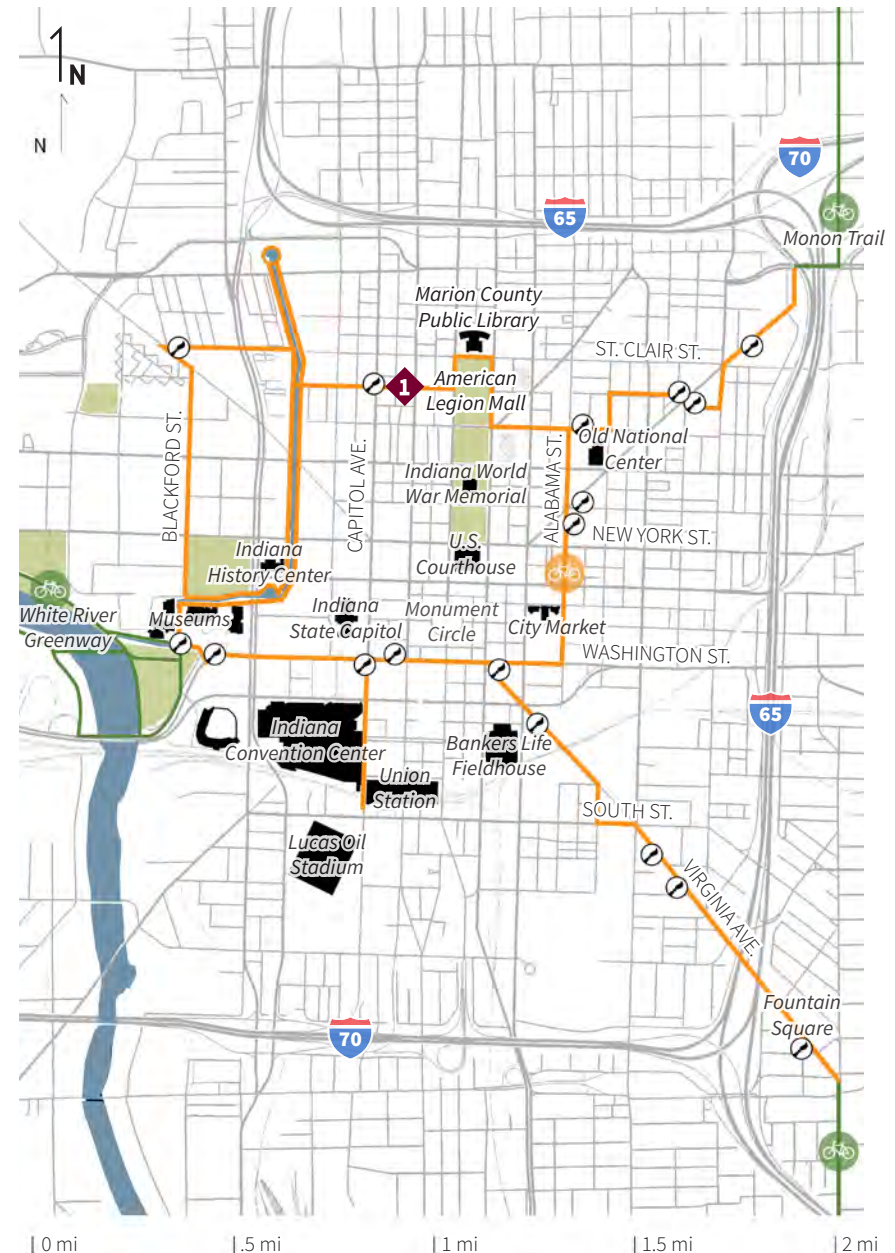 N
N
70
65
Monon Trail
Marion County
Public Library
ST. CLAIR ST.
1
American
Legion Mall
BLACKFORD ST.
CAPITOL AVE.
ALABAMA ST.
Old National
Center
Indiana World
War Memorial
NEW YORK ST.
U.S.
Courthouse
Indiana
History Center
White River
Greenway
Museums
Indiana
State Capitol
Monument
Circle
City Market
WASHINGTON ST.
65
Indiana
Convention Center
Bankers Life
Fieldhouse
Union
Station
SOUTH ST.
Lucas Oil
Stadium
VIRGINIA AVE.
Fountain
Square
70
| 0 mi
|.5 mi
| 1 mi
| 1.5 mi
| 2 mi